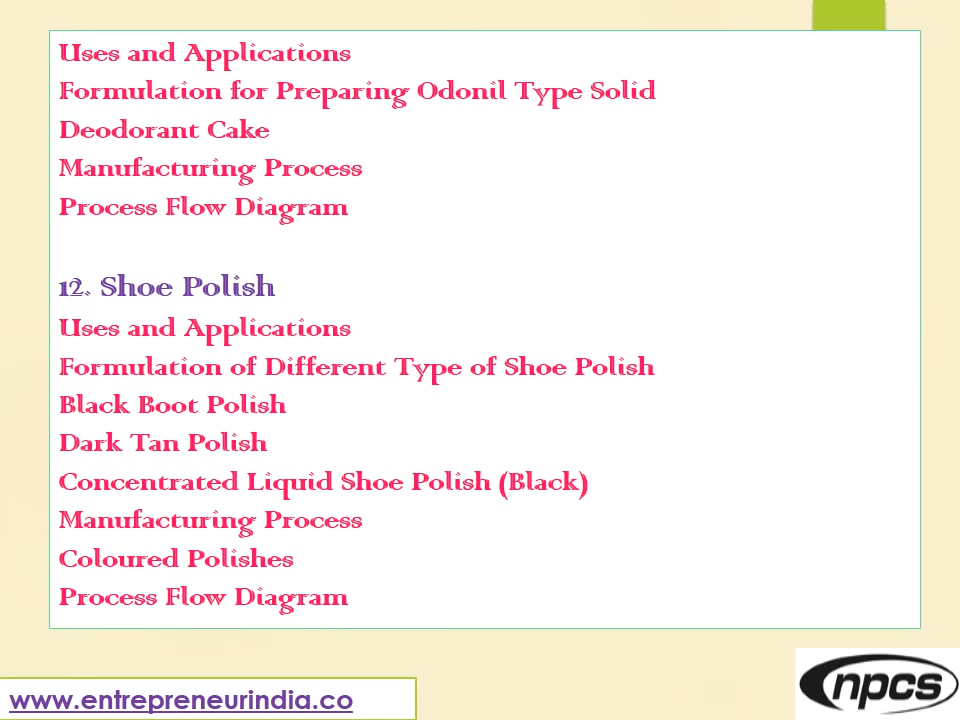 Uses and Applications
Formulation for Preparing Odonil Type Solid
Deodorant Cake
Manufacturing Process
Process Flow Diagram
12. Shoe Polish
Uses and Applications
Formulation of Different Type of Shoe Polish
Black Boot Polish
Dark Tan Polish
Concentrated Liquid Shoe Polish (Black)
Manufacturing Process
Coloured Polishes
Process Flow Diagram
www.entrepreneurindia.co
npcs